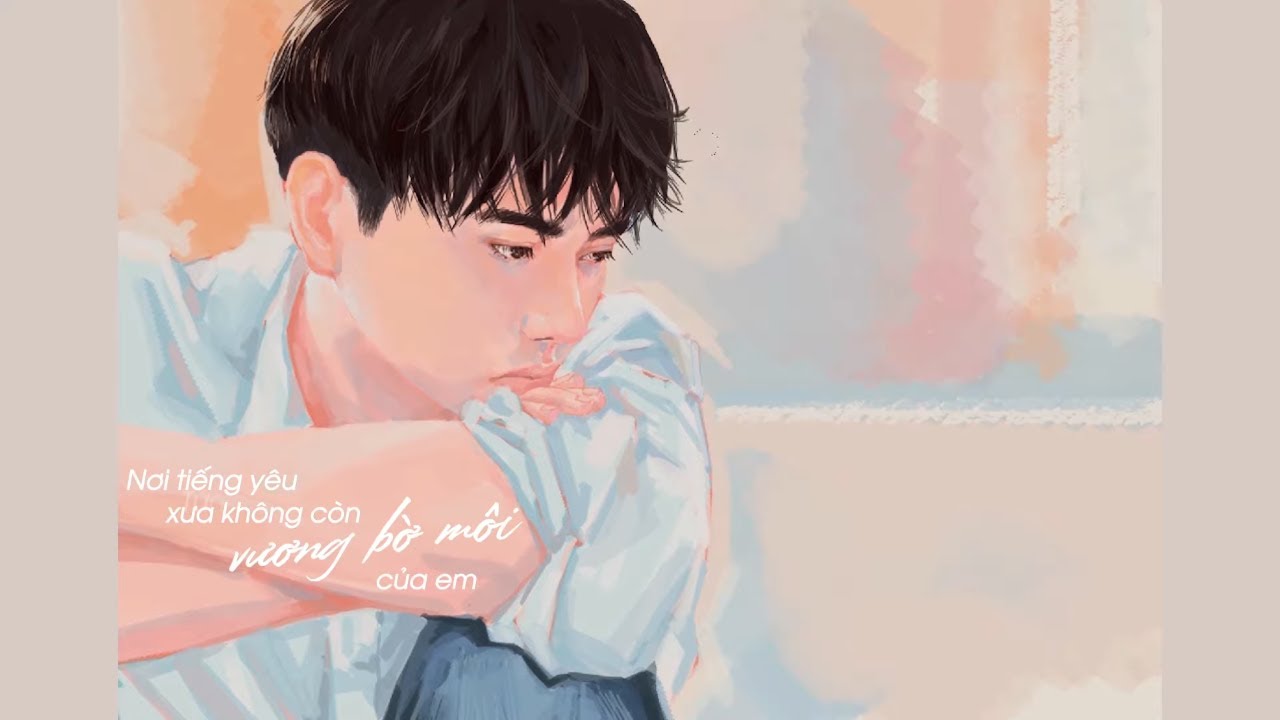 Nơi tiếng yêu
xưa không còn
vương bờ môi
của em